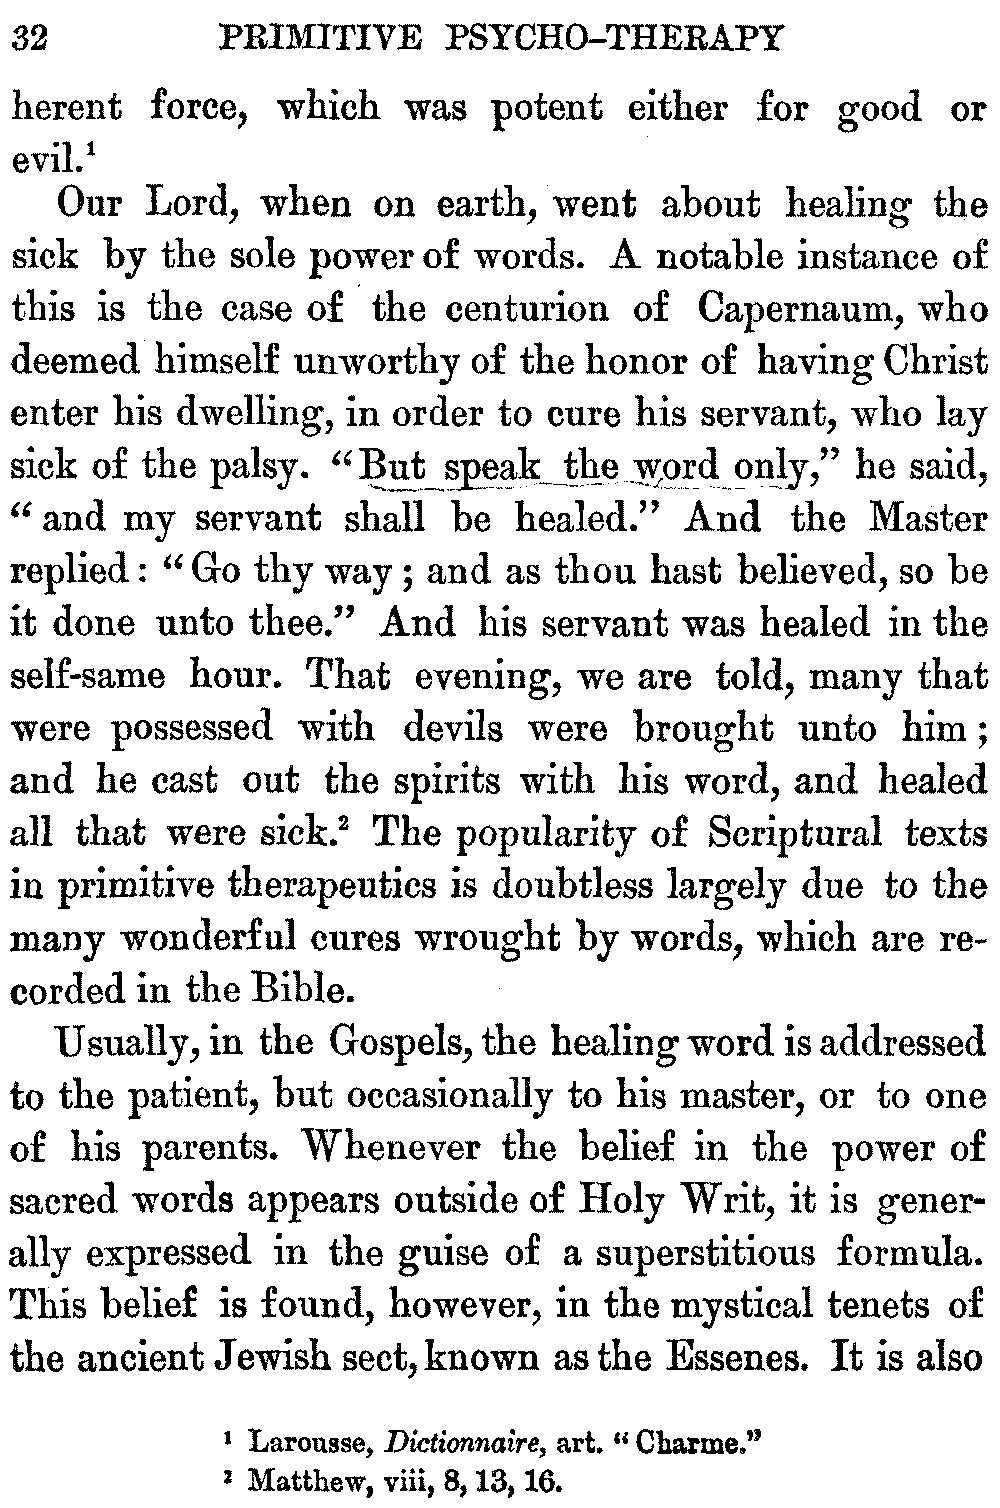 32 PRIMITIVE PSYCHO-THERAPY
herent force, which was potent either for good or
evil.¹
Our Lord, when on earth, went about healing the
sick by the sole power of words. A notable instance of
this is the case of the centurion of Capernaum, who
deemed himself unworthy of the honor of having Christ
enter his dwelling, in order to cure his servant, who lay
sick of the palsy. “But speak the word only,” he said,
“and my servant shall be healed.” And the Master
replied: “Go thy way; and as thou hast believed, so be
it done unto thee.” And his servant was healed in the
self-same hour. That evening, we are told, many that
were possessed with devils were brought unto him;
and he cast out the spirits with his word, and healed
all that were sick.² The popularity of Scriptural texts
in primitive therapeutics is doubtless largely due to the
many wonderful cures wrought by words, which are re-
corded in the Bible.
Usually, in the Gospels, the healing word is addressed
to the patient, but occasionally to his master, or to one
of his parents. Whenever the belief in the power of
sacred words appears outside of Holy Writ, it is gener-
ally expressed in the guise of a superstitious formula.
This belief is found, however, in the mystical tenets of
the ancient Jewish sect, known as the Essenes. It is also
¹ Larousse, Dictionnaire, art. “Charme.”
² Matthew, viii, 8, 13, 16.